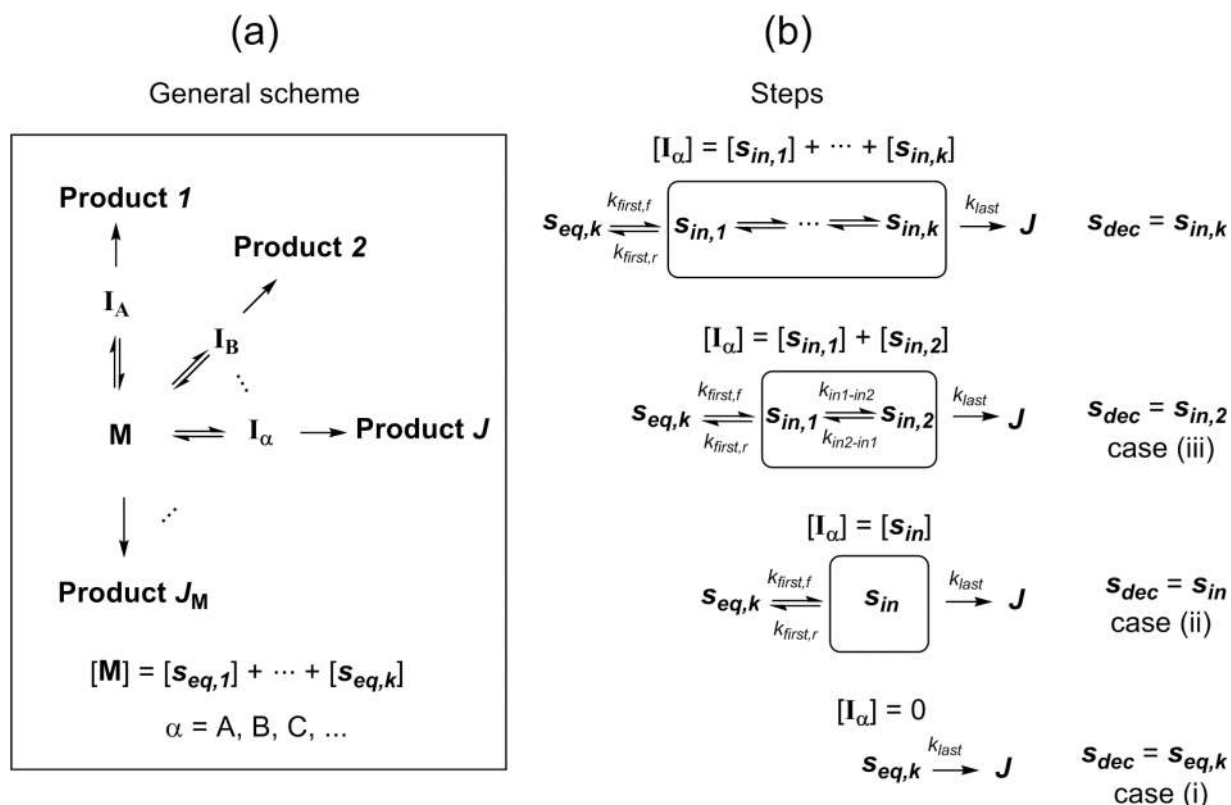 (a)
General scheme
Product 1
Product 2
I_A
I_B
⋱
M ⇌ I_α → Product J
⋰
Product J_M
[M] = [s_eq,1] + ⋯ + [s_eq,k]
α = A, B, C, ...
(b)
Steps
[I_α] = [s_in,1] + ⋯ + [s_in,k]
k_first,f
k_last
s_eq,k ⇌ s_in,1 ⇌ ⋯ ⇌ s_in,k → J s_dec = s_in,k
k_first,r
[I_α] = [s_in,1] + [s_in,2]
k_first,f k_in1-in2 k_last
s_eq,k ⇌ s_in,1 ⇌ s_in,2 → J s_dec = s_in,2
k_first,r k_in2-in1
case (iii)
[I_α] = [s_in]
k_first,f k_last
s_eq,k ⇌ s_in → J s_dec = s_in
k_first,r
case (ii)
[I_α] = 0
k_last
s_eq,k → J s_dec = s_eq,k
case (i)